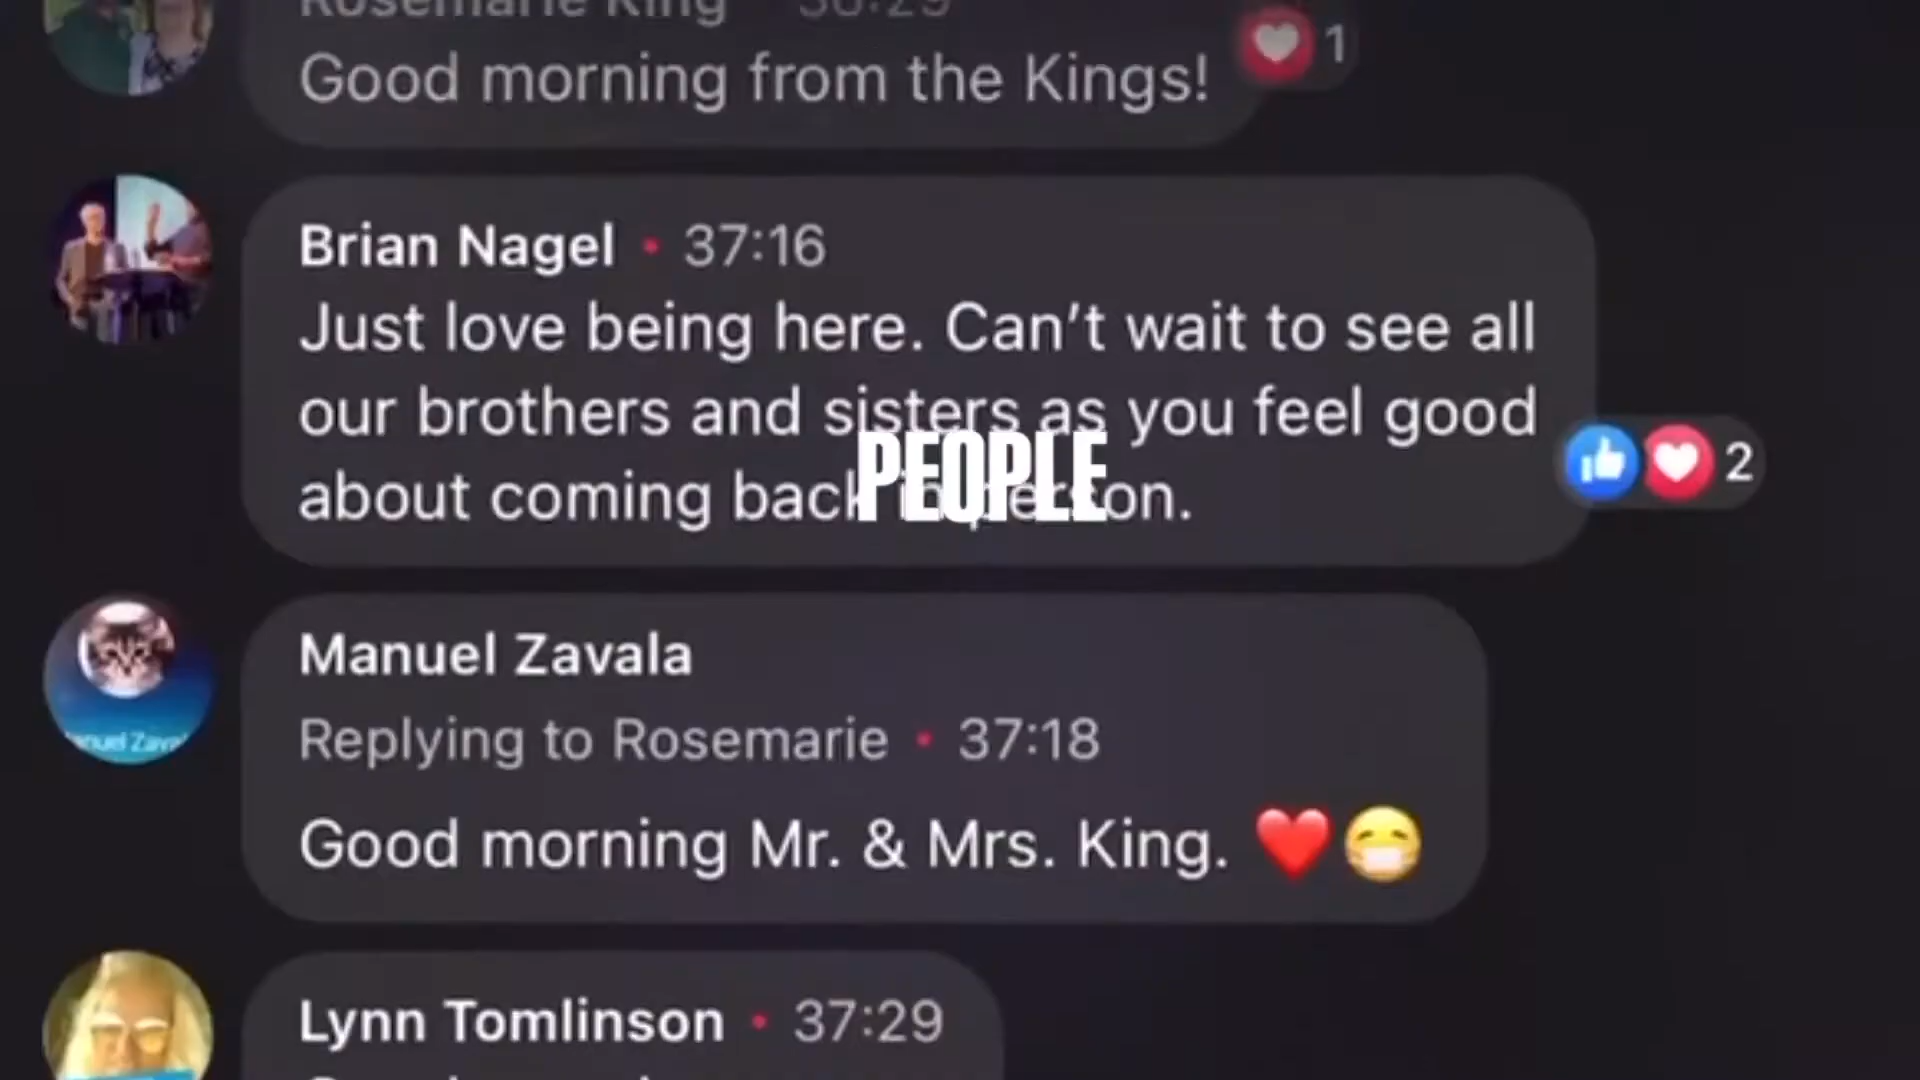 Rosemarie King 36:29
Good morning from the Kings!
1
Brian Nagel • 37:16
Just love being here. Can’t wait to see all
our brothers and sisters as you feel good
about coming back in person.
PEOPLE
2
Manuel Zavala
Replying to Rosemarie • 37:18
Good morning Mr. & Mrs. King. ❤️😷
Lynn Tomlinson • 37:29